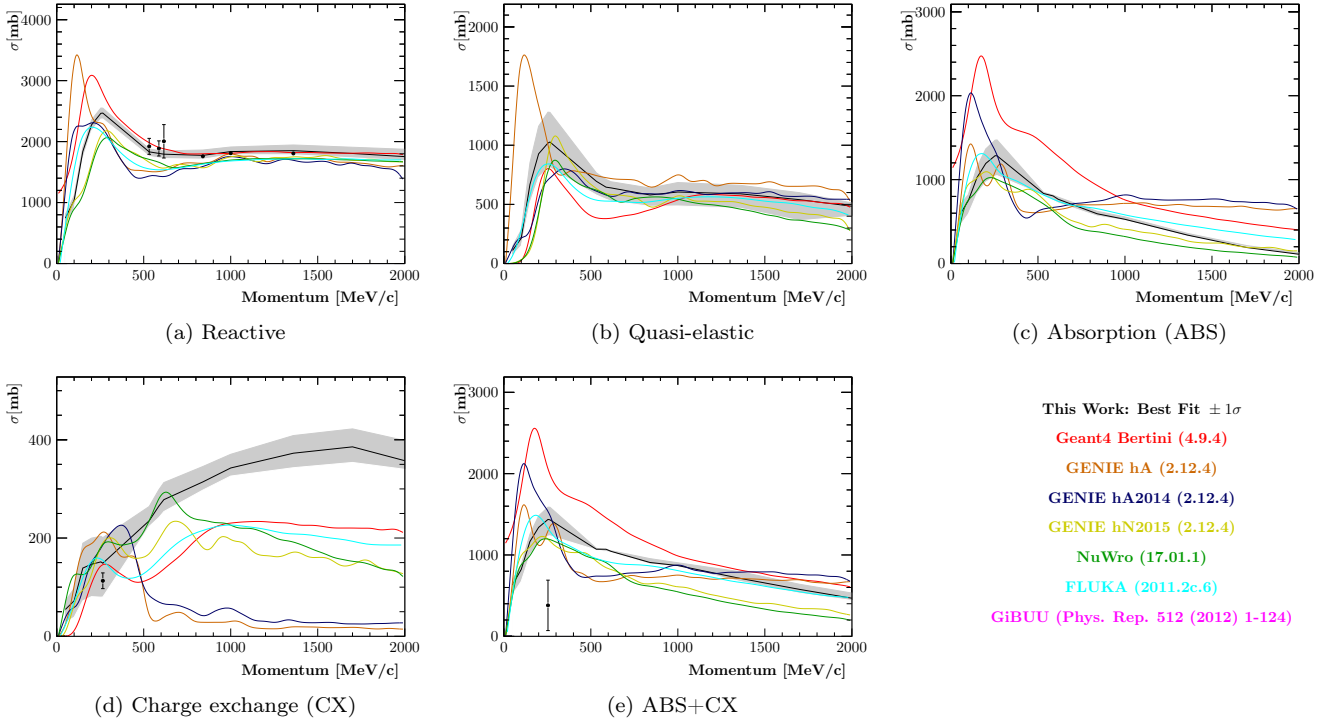 σ[mb]
4000
3000
2000
1000
0
0 500 1000 1500 2000
Momentum [MeV/c]
(a) Reactive
σ[mb]
2000
1500
1000
500
0
0 500 1000 1500 2000
Momentum [MeV/c]
(b) Quasi-elastic
σ[mb]
3000
2000
1000
0
0 500 1000 1500 2000
Momentum [MeV/c]
(c) Absorption (ABS)
σ[mb]
400
200
0
0 500 1000 1500 2000
Momentum [MeV/c]
(d) Charge exchange (CX)
σ[mb]
3000
2000
1000
0
0 500 1000 1500 2000
Momentum [MeV/c]
(e) ABS+CX
This Work: Best Fit ± 1σ
Geant4 Bertini (4.9.4)
GENIE hA (2.12.4)
GENIE hA2014 (2.12.4)
GENIE hN2015 (2.12.4)
NuWro (17.01.1)
FLUKA (2011.2c.6)
GiBUU (Phys. Rep. 512 (2012) 1-124)